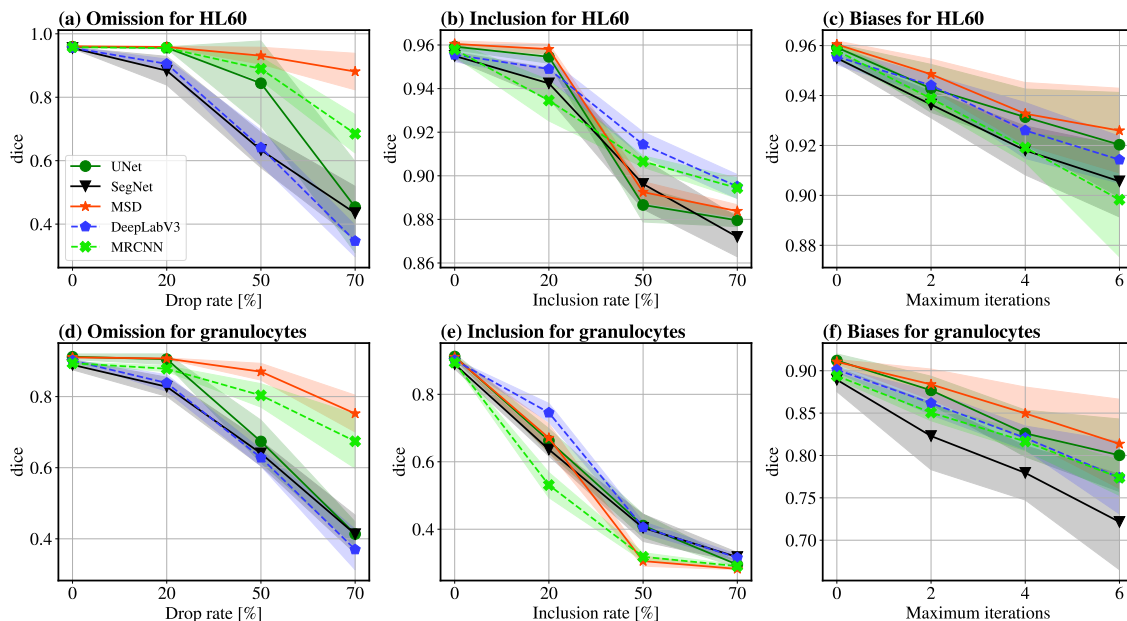 (a) Omission for HL60
dice
1.0
0.8
0.6
0.4
UNet
SegNet
MSD
DeepLabV3
MRCNN
0 20 50 70
Drop rate [%]
(b) Inclusion for HL60
dice
0.96
0.94
0.92
0.90
0.88
0.86
0 20 50 70
Inclusion rate [%]
(c) Biases for HL60
dice
0.96
0.94
0.92
0.90
0.88
0 2 4 6
Maximum iterations
(d) Omission for granulocytes
dice
0.8
0.6
0.4
0 20 50 70
Drop rate [%]
(e) Inclusion for granulocytes
dice
0.8
0.6
0.4
0 20 50 70
Inclusion rate [%]
(f) Biases for granulocytes
dice
0.90
0.85
0.80
0.75
0.70
0 2 4 6
Maximum iterations